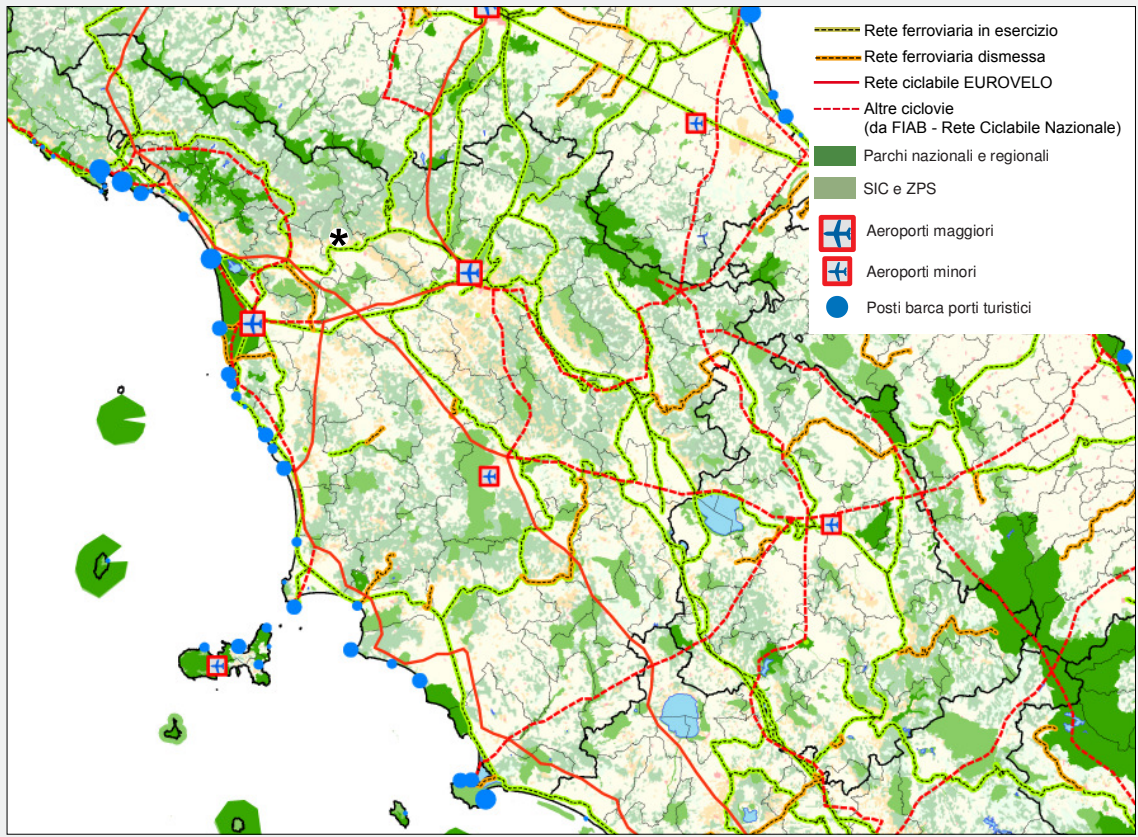 Rete ferroviaria in esercizio
Rete ferroviaria dismessa
Rete ciclabile EUROVELO
Altre ciclovie
(da FIAB - Rete Ciclabile Nazionale)
Parchi nazionali e regionali
SIC e ZPS
Aeroporti maggiori
Aeroporti minori
Posti barca porti turistici
*